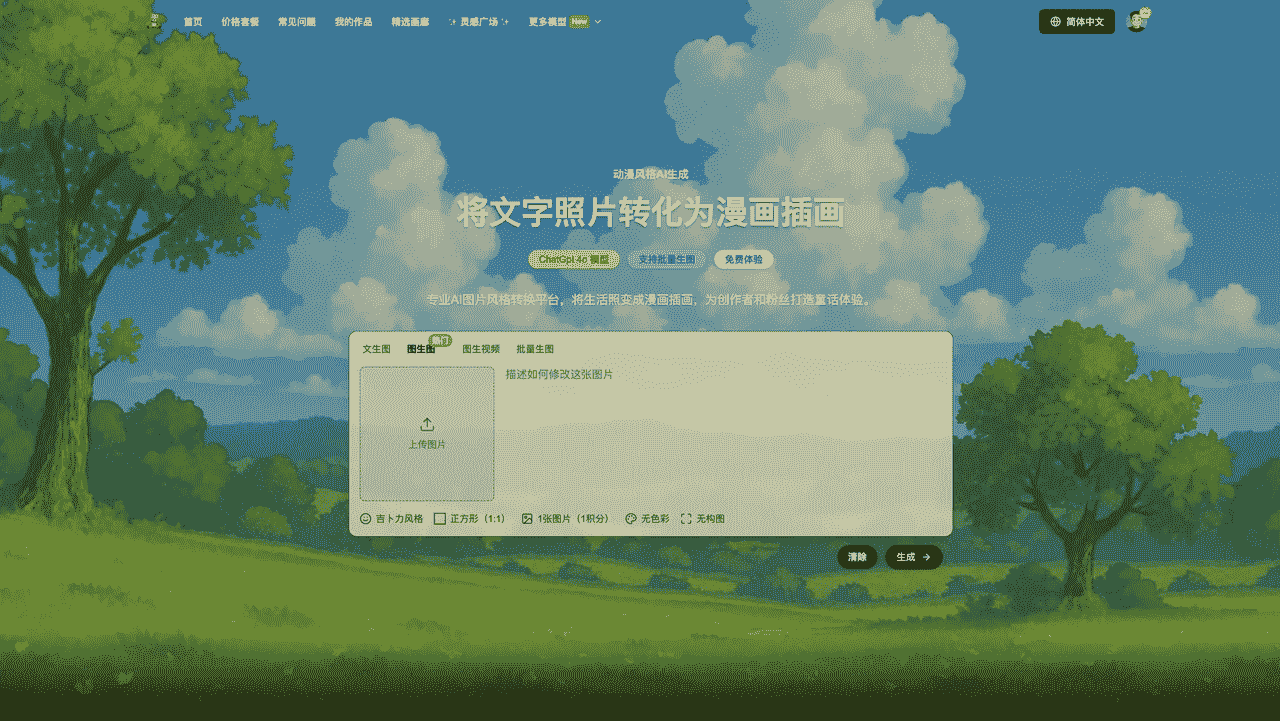 首页 价格套餐 常见问题 我的作品 精选画廊 灵感广场 更多模型 New 简体中文
动漫风格AI生成
将文字照片转化为漫画插画
支持批量生图 免费体验
专业AI图片风格转换平台，将生活照变成漫画插画，为创作者和粉丝打造童话体验。
文生图 图生图 热门 图生视频 批量生图
描述如何修改这张图片
上传图片
吉卜力风格 正方形（1:1） 1张图片（1积分） 无色彩 无构图
清除 生成